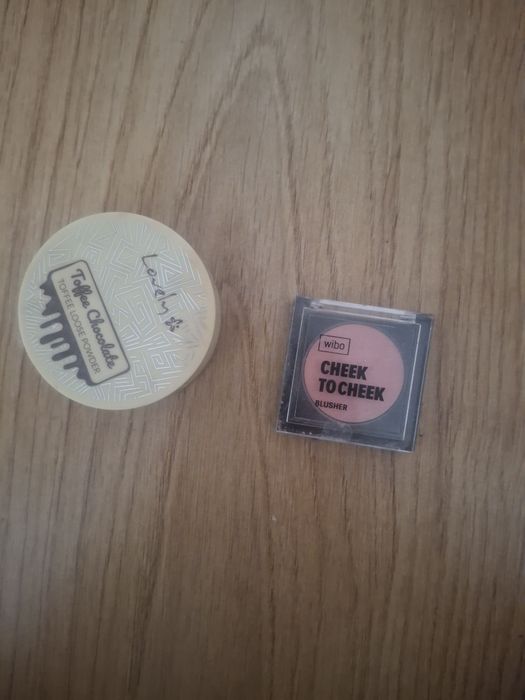 Lovely
Toffee Chocolate
TOFFEE LOOSE POWDER
wibo
CHEEK
TO CHEEK
BLUSHER